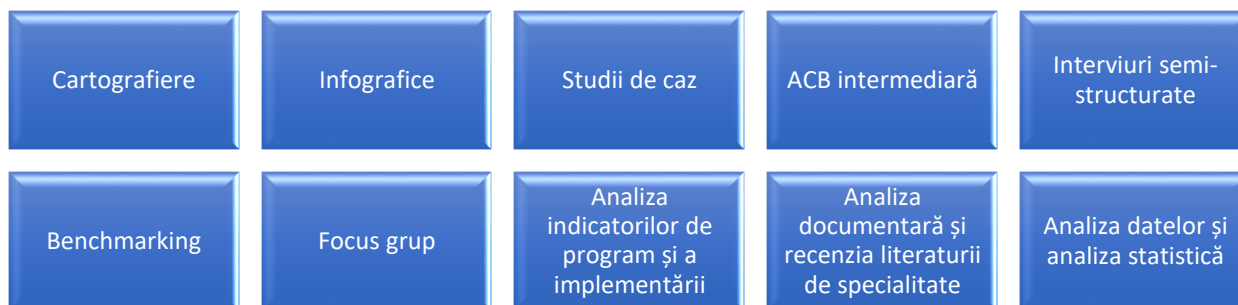 Cartografiere
Infografice
Studii de caz
ACB intermediară
Interviuri semi-
structurate
Benchmarking
Focus grup
Analiza
indicatorilor de
program și a
implementării
Analiza
documentară și
recenzia literaturii
de specialitate
Analiza datelor și
analiza statistică